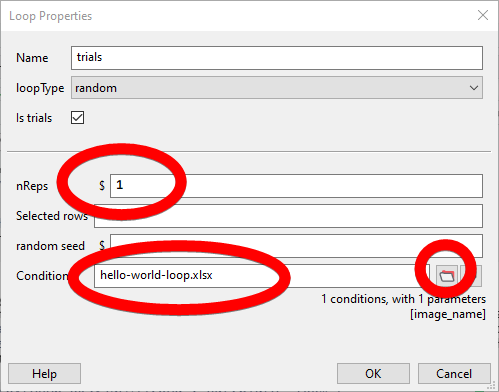 Loop Properties
Name
trials
loopType
random
Is trials
nReps
$
1
Selected rows
random seed
$
Condition
hello-world-loop.xlsx
1 conditions, with 1 parameters
[image_name]
Help
OK
Cancel